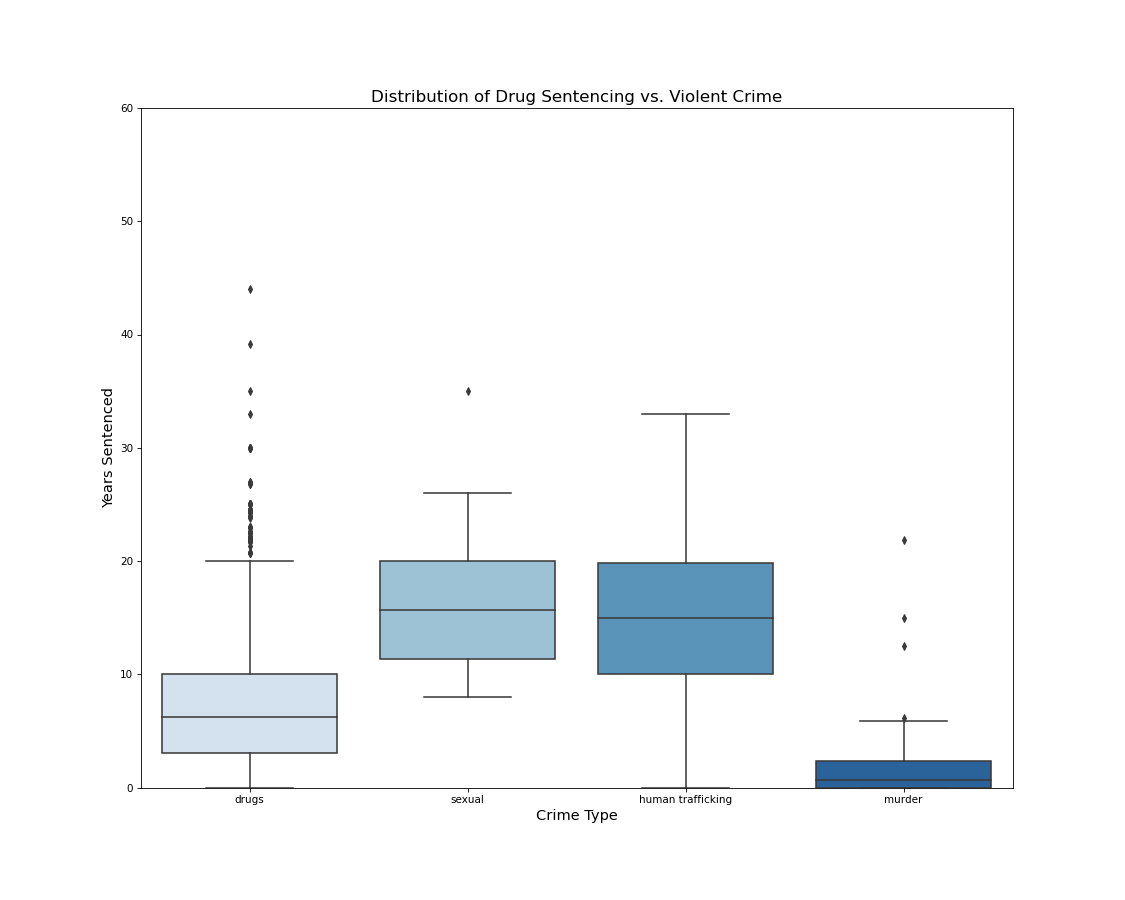 Distribution of Drug Sentencing vs. Violent Crime
60
50
40
30
20
10
0
Years Sentenced
drugs
sexual
human trafficking
murder
Crime Type